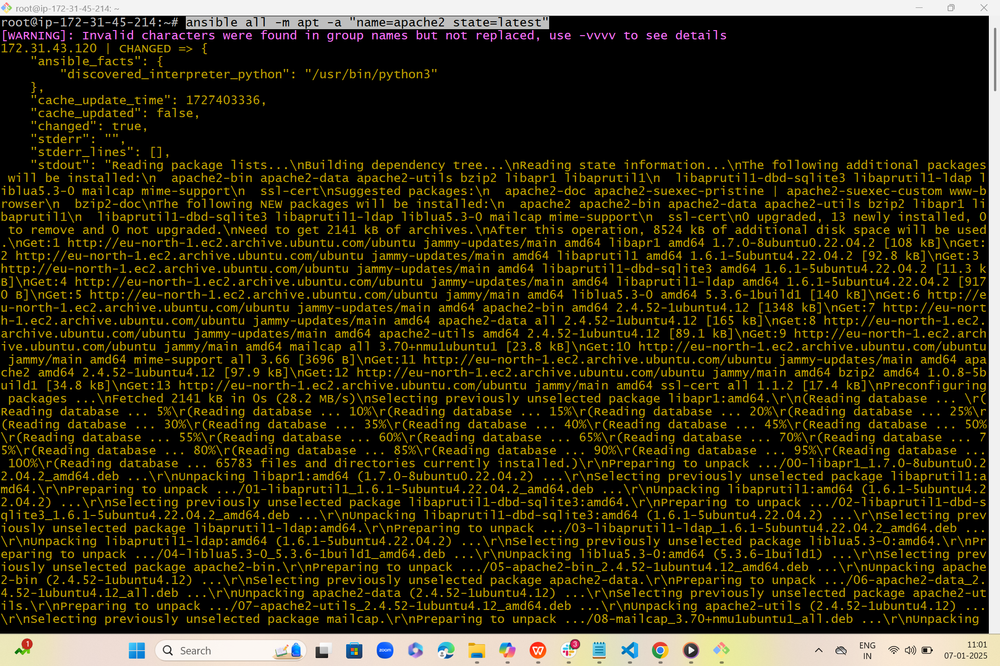 root@ip-172-31-45-214: ~
root@ip-172-31-45-214:~# ansible all -m apt -a "name=apache2 state=latest"
[WARNING]: Invalid characters were found in group names but not replaced, use -vvvv to see details
172.31.43.120 | CHANGED => {
    "ansible_facts": {
        "discovered_interpreter_python": "/usr/bin/python3"
    },
    "cache_update_time": 1727403336,
    "cache_updated": false,
    "changed": true,
    "stderr": "",
    "stderr_lines": [],
    "stdout": "Reading package lists...\nBuilding dependency tree...\nReading state information...\nThe following additional packages
 will be installed:\n  apache2-bin apache2-data apache2-utils bzip2 libapr1 libaprutil1\n  libaprutil1-dbd-sqlite3 libaprutil1-ldap l
iblua5.3-0 mailcap mime-support\n  ssl-cert\nSuggested packages:\n  apache2-doc apache2-suexec-pristine | apache2-suexec-custom www-b
rowser\n  bzip2-doc\nThe following NEW packages will be installed:\n  apache2 apache2-bin apache2-data apache2-utils bzip2 libapr1 li
baprutil1\n  libaprutil1-dbd-sqlite3 libaprutil1-ldap liblua5.3-0 mailcap mime-support\n  ssl-cert\n0 upgraded, 13 newly installed, 0
 to remove and 0 not upgraded.\nNeed to get 2141 kB of archives.\nAfter this operation, 8524 kB of additional disk space will be used
.\nGet:1 http://eu-north-1.ec2.archive.ubuntu.com/ubuntu jammy-updates/main amd64 libapr1 amd64 1.7.0-8ubuntu0.22.04.2 [108 kB]\nGet:
2 http://eu-north-1.ec2.archive.ubuntu.com/ubuntu jammy-updates/main amd64 libaprutil1 amd64 1.6.1-5ubuntu4.22.04.2 [92.8 kB]\nGet:3
http://eu-north-1.ec2.archive.ubuntu.com/ubuntu jammy-updates/main amd64 libaprutil1-dbd-sqlite3 amd64 1.6.1-5ubuntu4.22.04.2 [11.3 k
B]\nGet:4 http://eu-north-1.ec2.archive.ubuntu.com/ubuntu jammy-updates/main amd64 libaprutil1-ldap amd64 1.6.1-5ubuntu4.22.04.2 [917
0 B]\nGet:5 http://eu-north-1.ec2.archive.ubuntu.com/ubuntu jammy/main amd64 liblua5.3-0 amd64 5.3.6-1build1 [140 kB]\nGet:6 http://e
u-north-1.ec2.archive.ubuntu.com/ubuntu jammy-updates/main amd64 apache2-bin amd64 2.4.52-1ubuntu4.12 [1348 kB]\nGet:7 http://eu-nort
h-1.ec2.archive.ubuntu.com/ubuntu jammy-updates/main amd64 apache2-data all 2.4.52-1ubuntu4.12 [165 kB]\nGet:8 http://eu-north-1.ec2.
archive.ubuntu.com/ubuntu jammy-updates/main amd64 apache2-utils amd64 2.4.52-1ubuntu4.12 [89.1 kB]\nGet:9 http://eu-north-1.ec2.arch
ive.ubuntu.com/ubuntu jammy/main amd64 mailcap all 3.70+nmu1ubuntu1 [23.8 kB]\nGet:10 http://eu-north-1.ec2.archive.ubuntu.com/ubuntu
 jammy/main amd64 mime-support all 3.66 [3696 B]\nGet:11 http://eu-north-1.ec2.archive.ubuntu.com/ubuntu jammy-updates/main amd64 apa
che2 amd64 2.4.52-1ubuntu4.12 [97.9 kB]\nGet:12 http://eu-north-1.ec2.archive.ubuntu.com/ubuntu jammy/main amd64 bzip2 amd64 1.0.8-5b
uild1 [34.8 kB]\nGet:13 http://eu-north-1.ec2.archive.ubuntu.com/ubuntu jammy/main amd64 ssl-cert all 1.1.2 [17.4 kB]\nPreconfiguring
 packages ...\nFetched 2141 kB in 0s (28.2 MB/s)\nSelecting previously unselected package libapr1:amd64.\r\n(Reading database ... \r(
Reading database ... 5%\r(Reading database ... 10%\r(Reading database ... 15%\r(Reading database ... 20%\r(Reading database ... 25%\r
(Reading database ... 30%\r(Reading database ... 35%\r(Reading database ... 40%\r(Reading database ... 45%\r(Reading database ... 50%
\r(Reading database ... 55%\r(Reading database ... 60%\r(Reading database ... 65%\r(Reading database ... 70%\r(Reading database ... 7
5%\r(Reading database ... 80%\r(Reading database ... 85%\r(Reading database ... 90%\r(Reading database ... 95%\r(Reading database ...
 100%\r(Reading database ... 65783 files and directories currently installed.)\r\nPreparing to unpack .../00-libapr1_1.7.0-8ubuntu0.2
2.04.2_amd64.deb ...\r\nUnpacking libapr1:amd64 (1.7.0-8ubuntu0.22.04.2) ...\r\nSelecting previously unselected package libaprutil1:a
md64.\r\nPreparing to unpack .../01-libaprutil1_1.6.1-5ubuntu4.22.04.2_amd64.deb ...\r\nUnpacking libaprutil1:amd64 (1.6.1-5ubuntu4.2
2.04.2) ...\r\nSelecting previously unselected package libaprutil1-dbd-sqlite3:amd64.\r\nPreparing to unpack .../02-libaprutil1-dbd-s
qlite3_1.6.1-5ubuntu4.22.04.2_amd64.deb ...\r\nUnpacking libaprutil1-dbd-sqlite3:amd64 (1.6.1-5ubuntu4.22.04.2) ...\r\nSelecting prev
iously unselected package libaprutil1-ldap:amd64.\r\nPreparing to unpack .../03-libaprutil1-ldap_1.6.1-5ubuntu4.22.04.2_amd64.deb ...
\r\nUnpacking libaprutil1-ldap:amd64 (1.6.1-5ubuntu4.22.04.2) ...\r\nSelecting previously unselected package liblua5.3-0:amd64.\r\nPr
eparing to unpack .../04-liblua5.3-0_5.3.6-1build1_amd64.deb ...\r\nUnpacking liblua5.3-0:amd64 (5.3.6-1build1) ...\r\nSelecting prev
iously unselected package apache2-bin.\r\nPreparing to unpack .../05-apache2-bin_2.4.52-1ubuntu4.12_amd64.deb ...\r\nUnpacking apache
2-bin (2.4.52-1ubuntu4.12) ...\r\nSelecting previously unselected package apache2-data.\r\nPreparing to unpack .../06-apache2-data_2.
4.52-1ubuntu4.12_all.deb ...\r\nUnpacking apache2-data (2.4.52-1ubuntu4.12) ...\r\nSelecting previously unselected package apache2-ut
ils.\r\nPreparing to unpack .../07-apache2-utils_2.4.52-1ubuntu4.12_amd64.deb ...\r\nUnpacking apache2-utils (2.4.52-1ubuntu4.12) ...
\r\nSelecting previously unselected package mailcap.\r\nPreparing to unpack .../08-mailcap_3.70+nmu1ubuntu1_all.deb ...\r\nUnpacking
1
Search
zoom
3
ENG
IN
11:01
07-01-2025